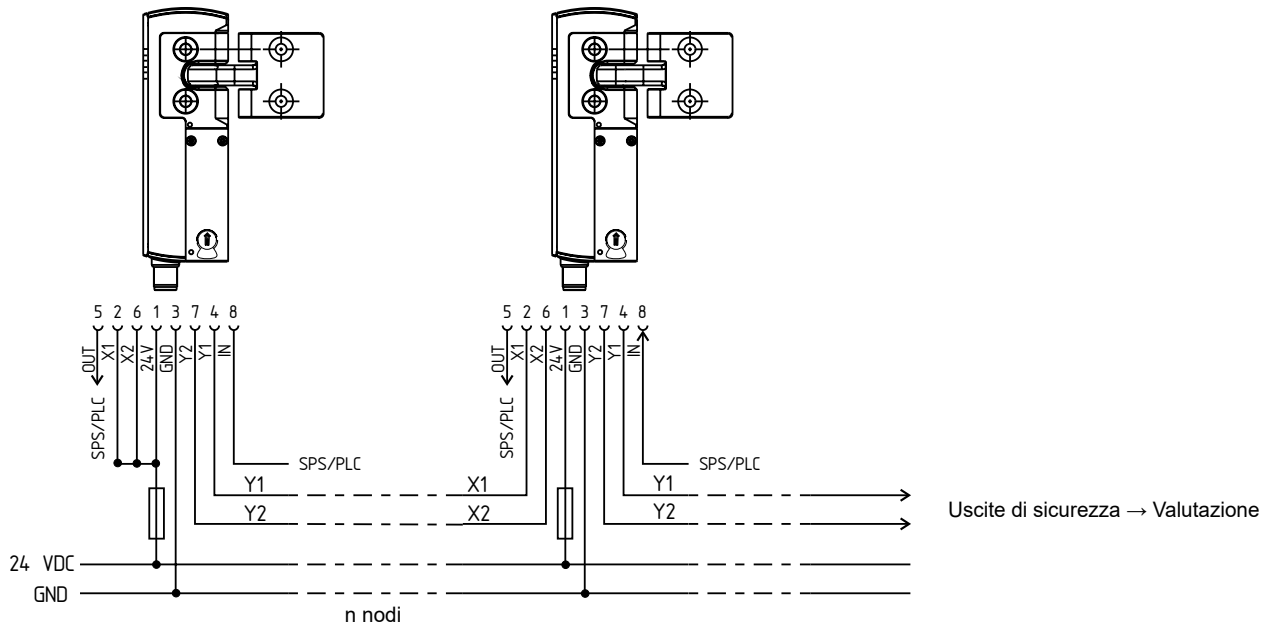 5 2 6 1 3 7 4 8
OUT X1 X2 24V GND Y2 Y1 IN
SPS/PLC
SPS/PLC
Y1
Y2
5 2 6 1 3 7 4 8
OUT X1 X2 24V GND Y2 Y1 IN
SPS/PLC
SPS/PLC
X1
X2
Y1
Y2
Uscite di sicurezza → Valutazione
24 VDC
GND
n nodi